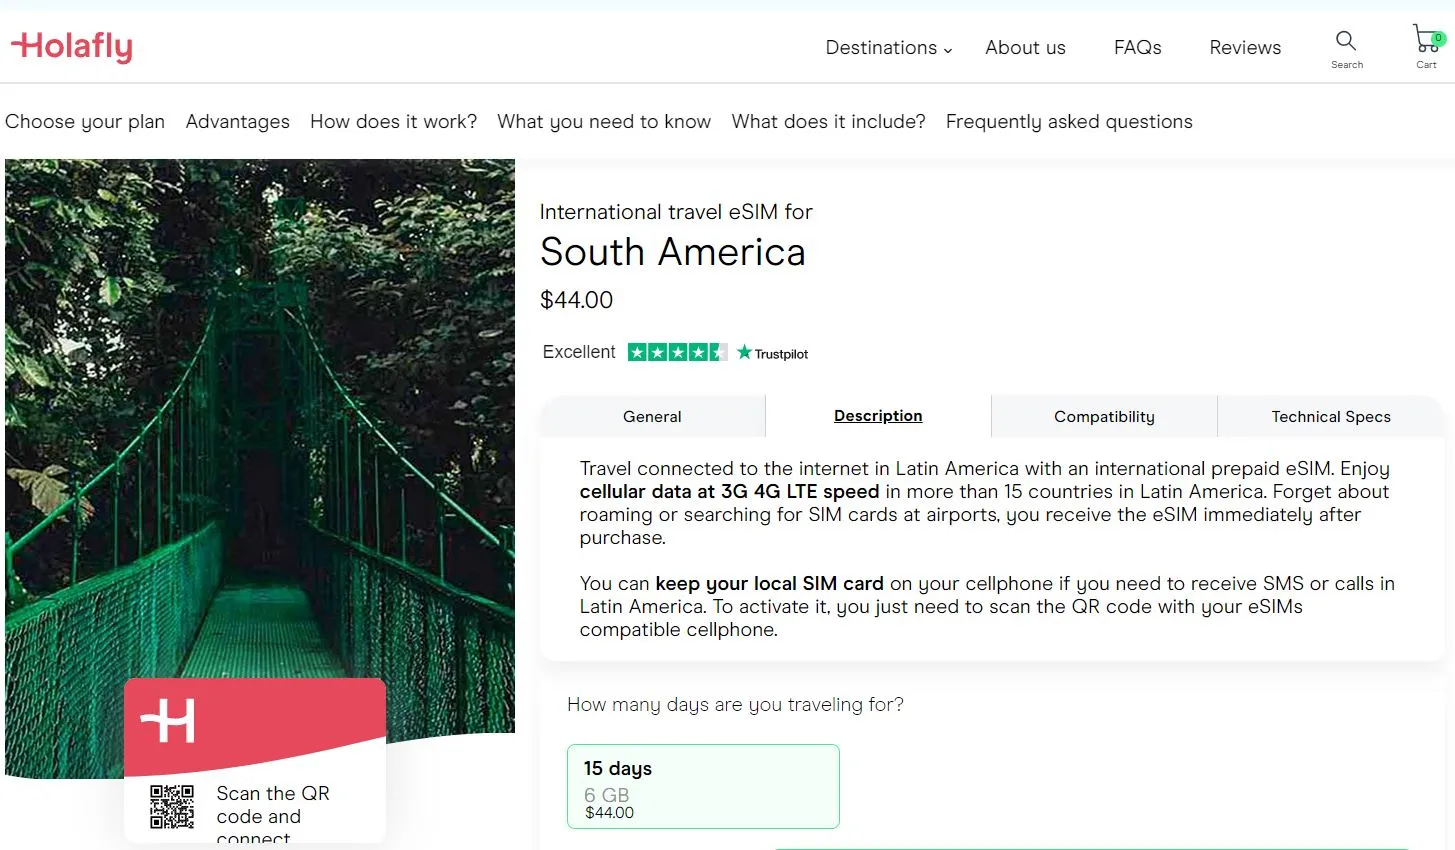 Holafly
Destinations
About us
FAQs
Reviews
Search
0
Cart
Choose your plan
Advantages
How does it work?
What you need to know
What does it include?
Frequently asked questions
International travel eSIM for
South America
$44.00
Excellent
Trustpilot
General
Description
Compatibility
Technical Specs
Travel connected to the internet in Latin America with an international prepaid eSIM. Enjoy
cellular data at 3G 4G LTE speed in more than 15 countries in Latin America. Forget about
roaming or searching for SIM cards at airports, you receive the eSIM immediately after
purchase.
You can keep your local SIM card on your cellphone if you need to receive SMS or calls in
Latin America. To activate it, you just need to scan the QR code with your eSIMs
compatible cellphone.
How many days are you traveling for?
15 days
6 GB
$44.00
H
Scan the QR
code and
connect